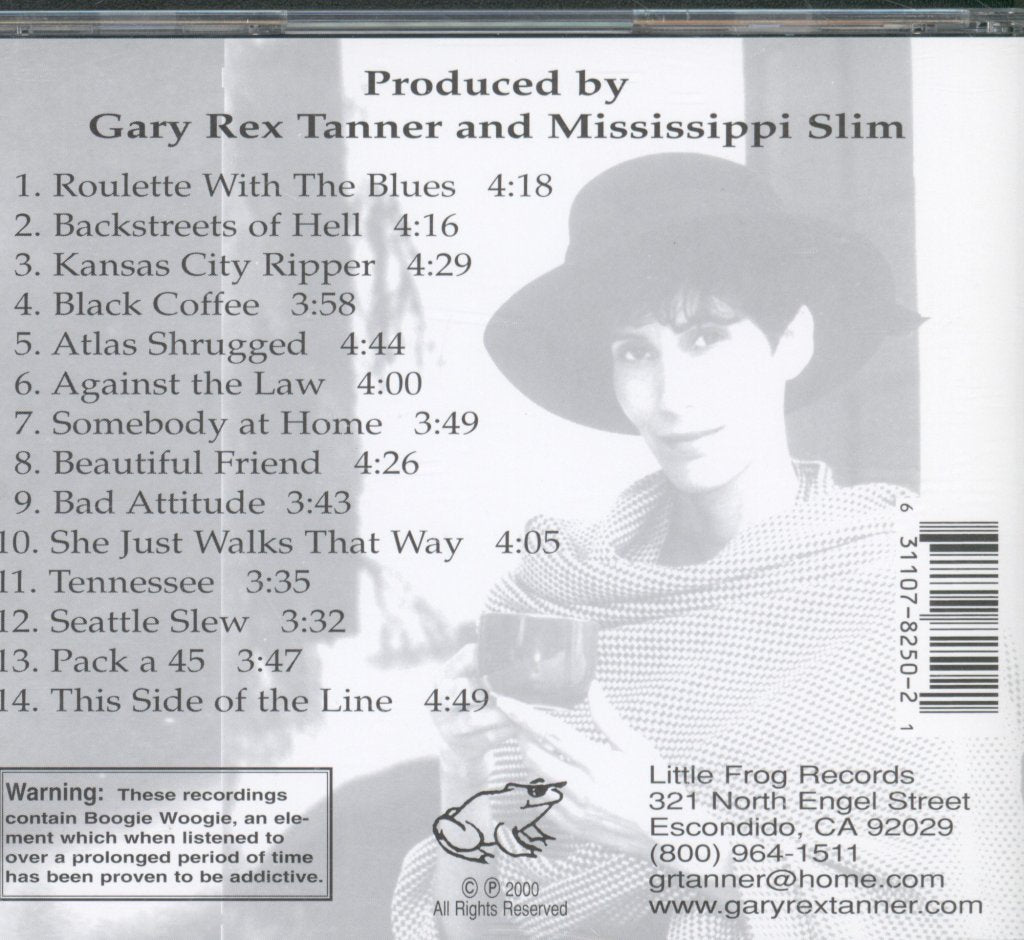 Produced by
Gary Rex Tanner and Mississippi Slim
1. Roulette With The Blues 4:18
2. Backstreets of Hell 4:16
3. Kansas City Ripper 4:29
4. Black Coffee 3:58
5. Atlas Shrugged 4:44
6. Against the Law 4:00
7. Somebody at Home 3:49
8. Beautiful Friend 4:26
9. Bad Attitude 3:43
10. She Just Walks That Way 4:05
11. Tennessee 3:35
12. Seattle Slew 3:32
13. Pack a 45 3:47
14. This Side of the Line 4:49
6 31107-8250-2 1
Warning: These recordings
contain Boogie Woogie, an ele-
ment which when listened to
over a prolonged period of time
has been proven to be addictive.
© ℗ 2000
All Rights Reserved
Little Frog Records
321 North Engel Street
Escondido, CA 92029
(800) 964-1511
grtanner@home.com
www.garyrextanner.com